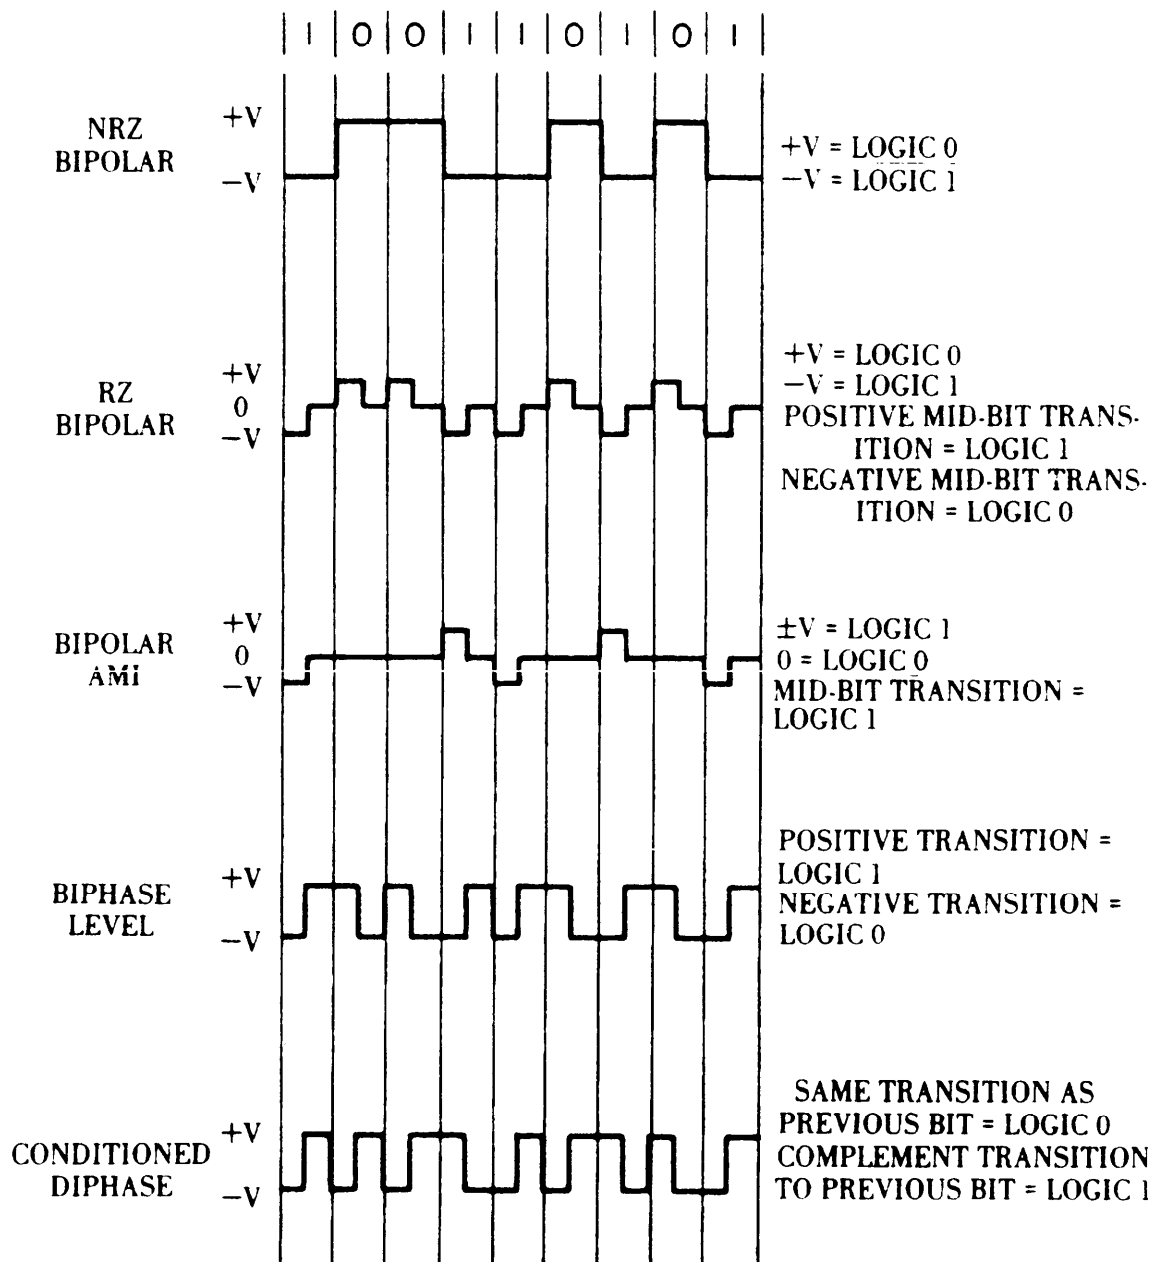 1 0 0 1 1 0 1 0 1
NRZ
BIPOLAR
+V
−V
+V = LOGIC 0
−V = LOGIC 1
RZ
BIPOLAR
+V
0
−V
+V = LOGIC 0
−V = LOGIC 1
POSITIVE MID-BIT TRANS-
ITION = LOGIC 1
NEGATIVE MID-BIT TRANS-
ITION = LOGIC 0
BIPOLAR
AMI
+V
0
−V
±V = LOGIC 1
0 = LOGIC 0
MID-BIT TRANSITION =
LOGIC 1
BIPHASE
LEVEL
+V
−V
POSITIVE TRANSITION =
LOGIC 1
NEGATIVE TRANSITION =
LOGIC 0
CONDITIONED
DIPHASE
+V
−V
SAME TRANSITION AS
PREVIOUS BIT = LOGIC 0
COMPLEMENT TRANSITION
TO PREVIOUS BIT = LOGIC 1